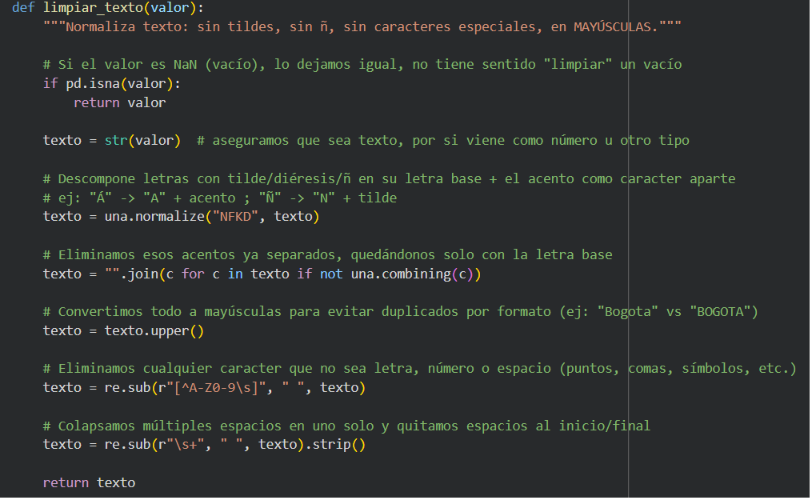 def limpiar_texto(valor):
    """Normaliza texto: sin tildes, sin ñ, sin caracteres especiales, en MAYÚSCULAS."""

    # Si el valor es NaN (vacío), lo dejamos igual, no tiene sentido "limpiar" un vacío
    if pd.isna(valor):
        return valor

    texto = str(valor)  # aseguramos que sea texto, por si viene como número u otro tipo

    # Descompone letras con tilde/diéresis/ñ en su letra base + el acento como caracter aparte
    # ej: "Á" -> "A" + acento ; "Ñ" -> "N" + tilde
    texto = una.normalize("NFKD", texto)

    # Eliminamos esos acentos ya separados, quedándonos solo con la letra base
    texto = "".join(c for c in texto if not una.combining(c))

    # Convertimos todo a mayúsculas para evitar duplicados por formato (ej: "Bogota" vs "BOGOTA")
    texto = texto.upper()

    # Eliminamos cualquier caracter que no sea letra, número o espacio (puntos, comas, símbolos, etc.)
    texto = re.sub(r"[^A-Z0-9\s]", " ", texto)

    # Colapsamos múltiples espacios en uno solo y quitamos espacios al inicio/final
    texto = re.sub(r"\s+", " ", texto).strip()

    return texto